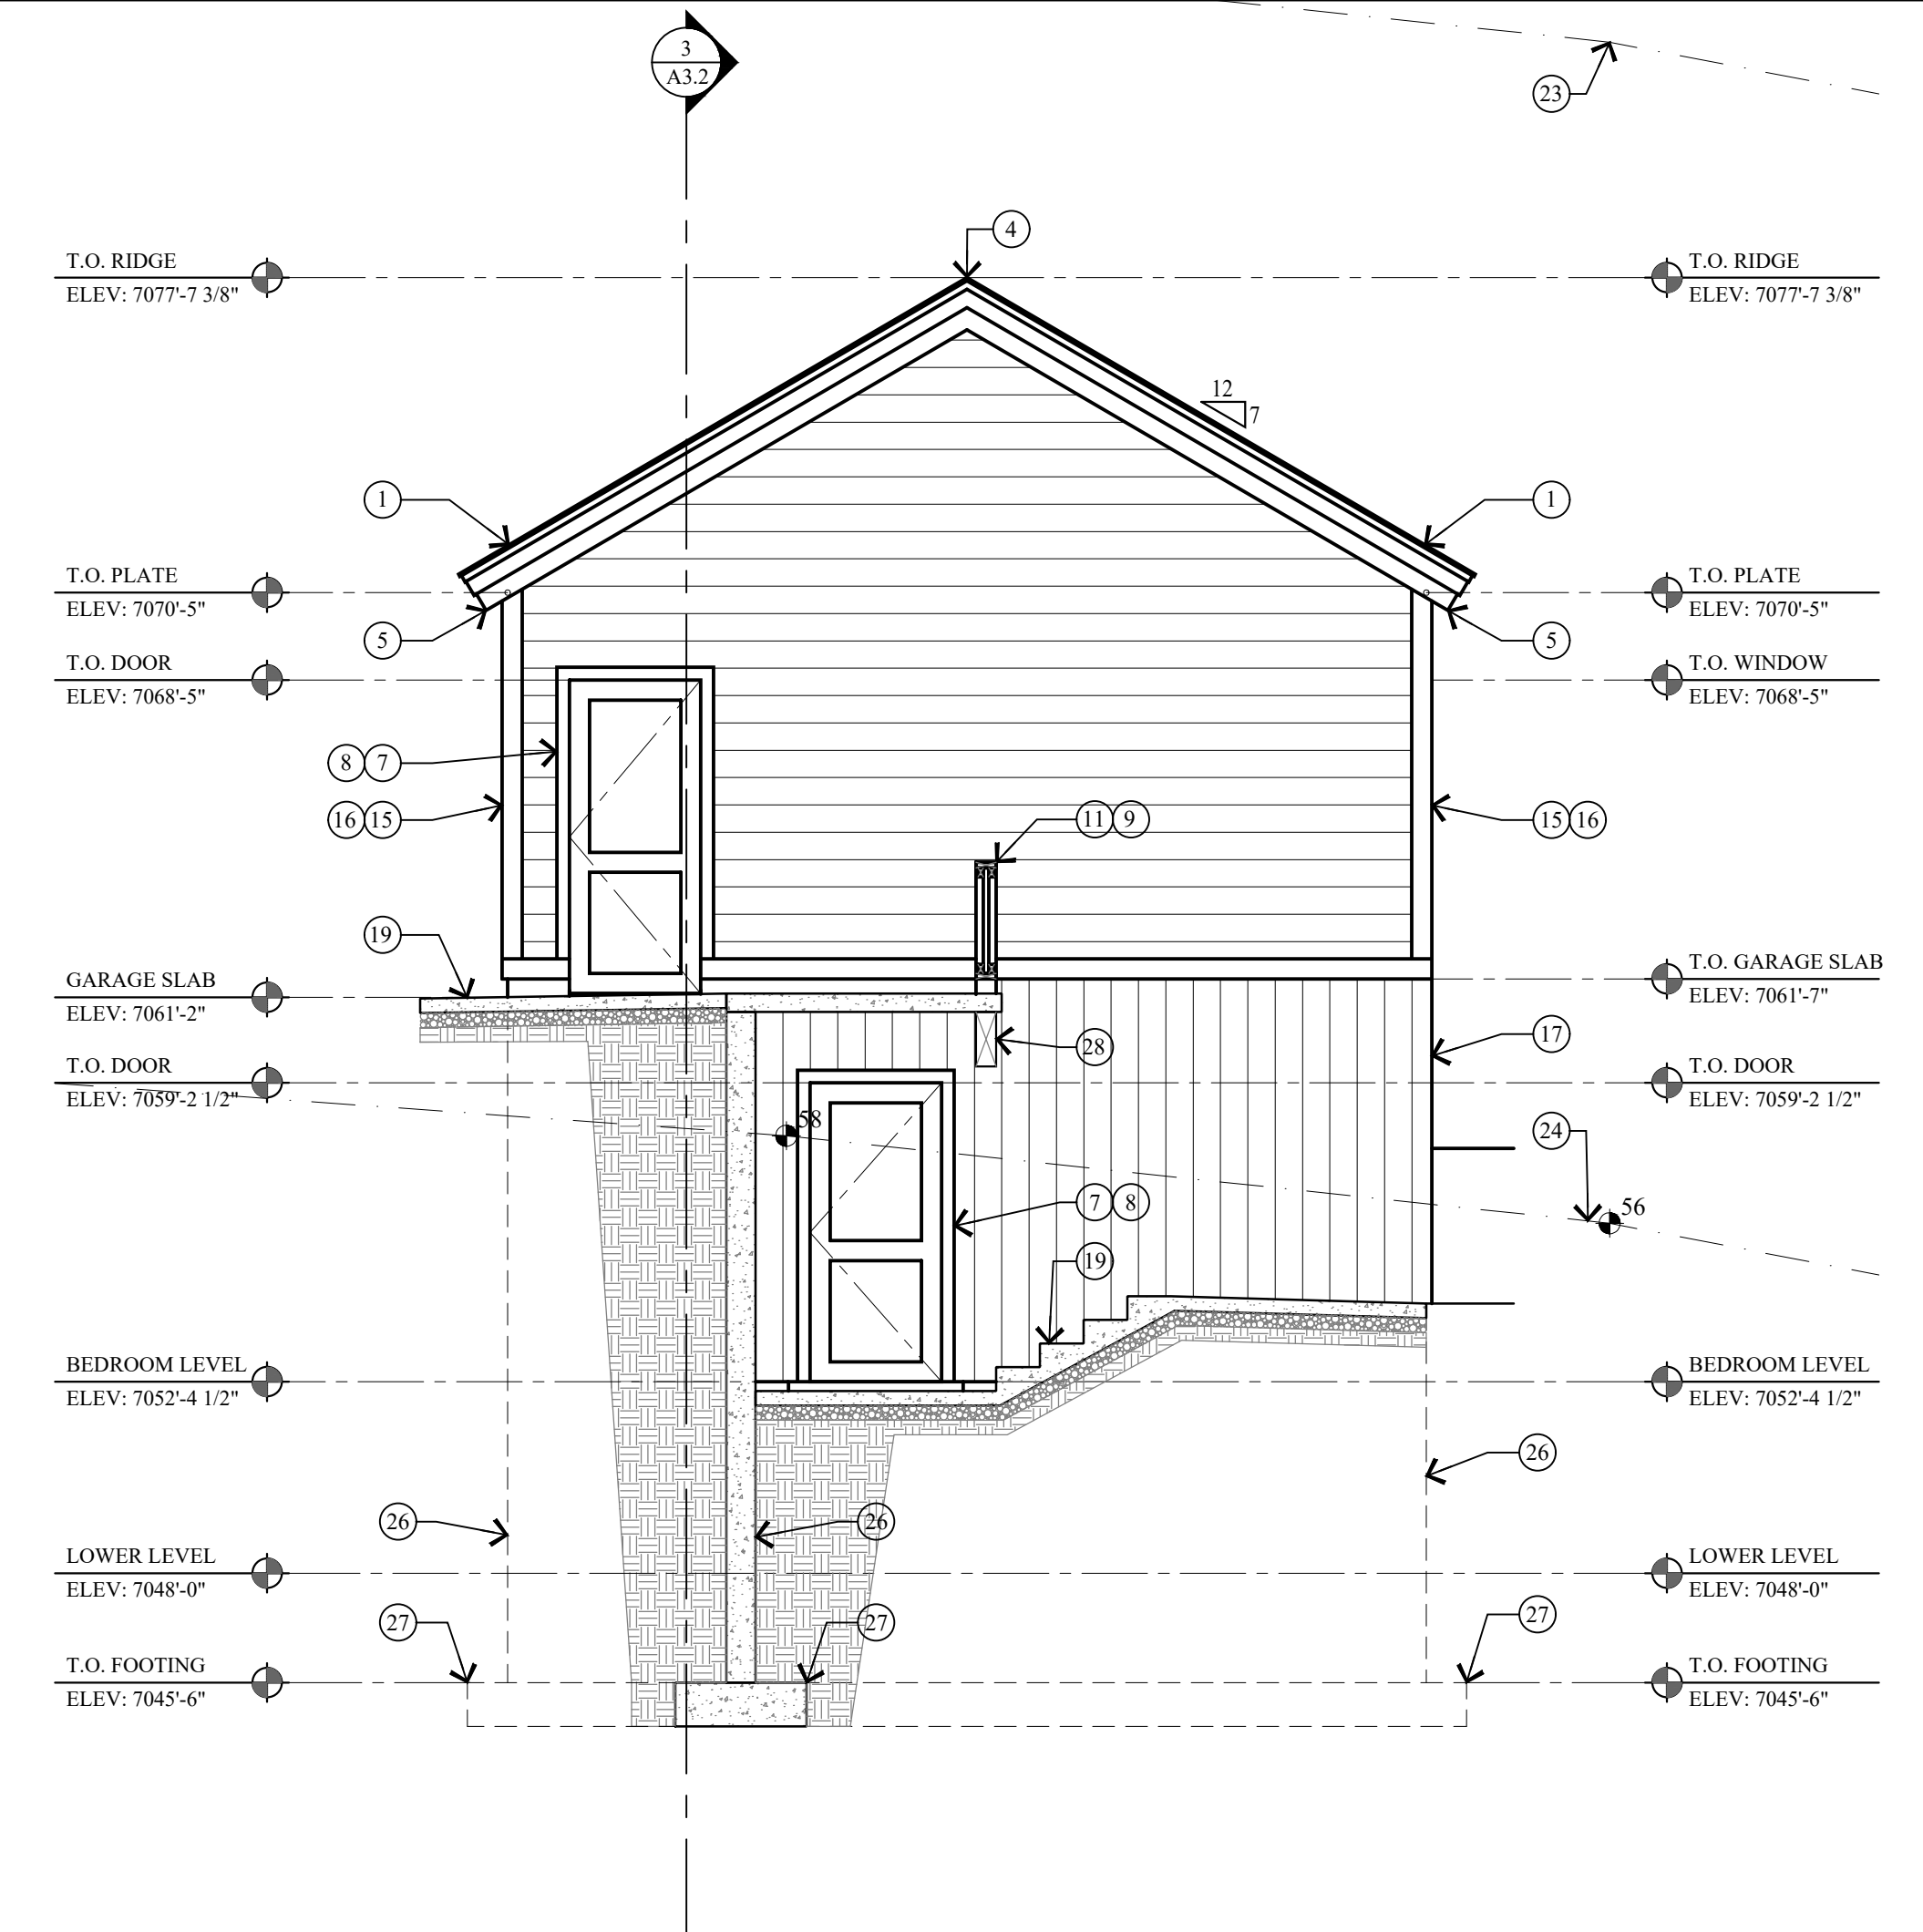 3
A3.2
23
4
T.O. RIDGE
ELEV: 7077'-7 3/8"
T.O. RIDGE
ELEV: 7077'-7 3/8"
12
7
1
1
T.O. PLATE
ELEV: 7070'-5"
T.O. PLATE
ELEV: 7070'-5"
5
5
T.O. DOOR
ELEV: 7068'-5"
T.O. WINDOW
ELEV: 7068'-5"
8 7
16 15
11 9
15 16
19
GARAGE SLAB
ELEV: 7061'-2"
T.O. GARAGE SLAB
ELEV: 7061'-7"
28
17
T.O. DOOR
ELEV: 7059'-2 1/2"
T.O. DOOR
ELEV: 7059'-2 1/2"
58
24
7 8
56
19
BEDROOM LEVEL
ELEV: 7052'-4 1/2"
BEDROOM LEVEL
ELEV: 7052'-4 1/2"
26
26
26
LOWER LEVEL
ELEV: 7048'-0"
LOWER LEVEL
ELEV: 7048'-0"
27
27
27
T.O. FOOTING
ELEV: 7045'-6"
T.O. FOOTING
ELEV: 7045'-6"